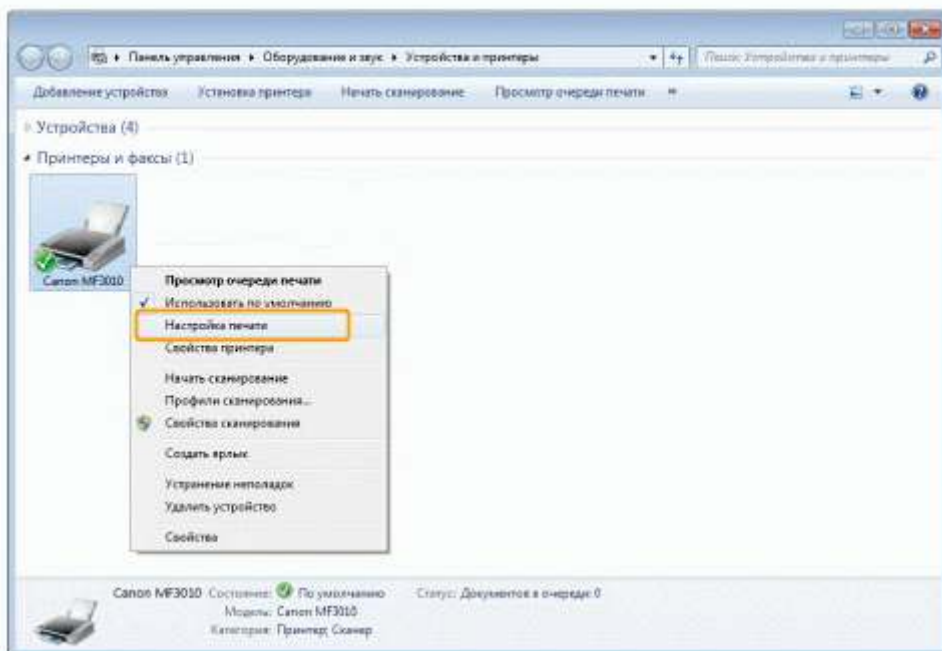 Панель управления ▸ Оборудование и звук ▸ Устройства и принтеры
Поиск: Устройства и принтеры
Добавление устройства Установка принтера Начать сканирование Просмотр очереди печати »
Устройства (4)
Принтеры и факсы (1)
Canon MF3010
Просмотр очереди печати
Использовать по умолчанию
Настройка печати
Свойства принтера
Начать сканирование
Профили сканирования...
Свойства сканирования
Создать ярлык
Устранение неполадок
Удалить устройство
Свойства
Canon MF3010 Состояние: По умолчанию Статус: Документов в очереди: 0
Модель: Canon MF3010
Категория: Принтер; Сканер